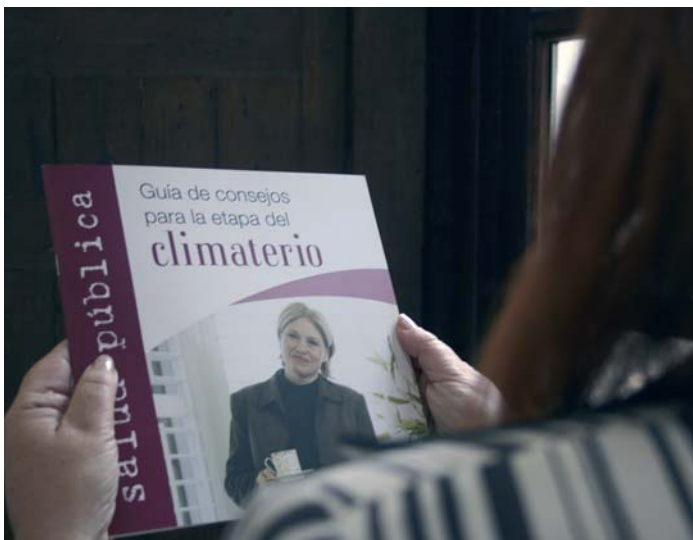 Guía de consejos
para la etapa del
climaterio
salud pública